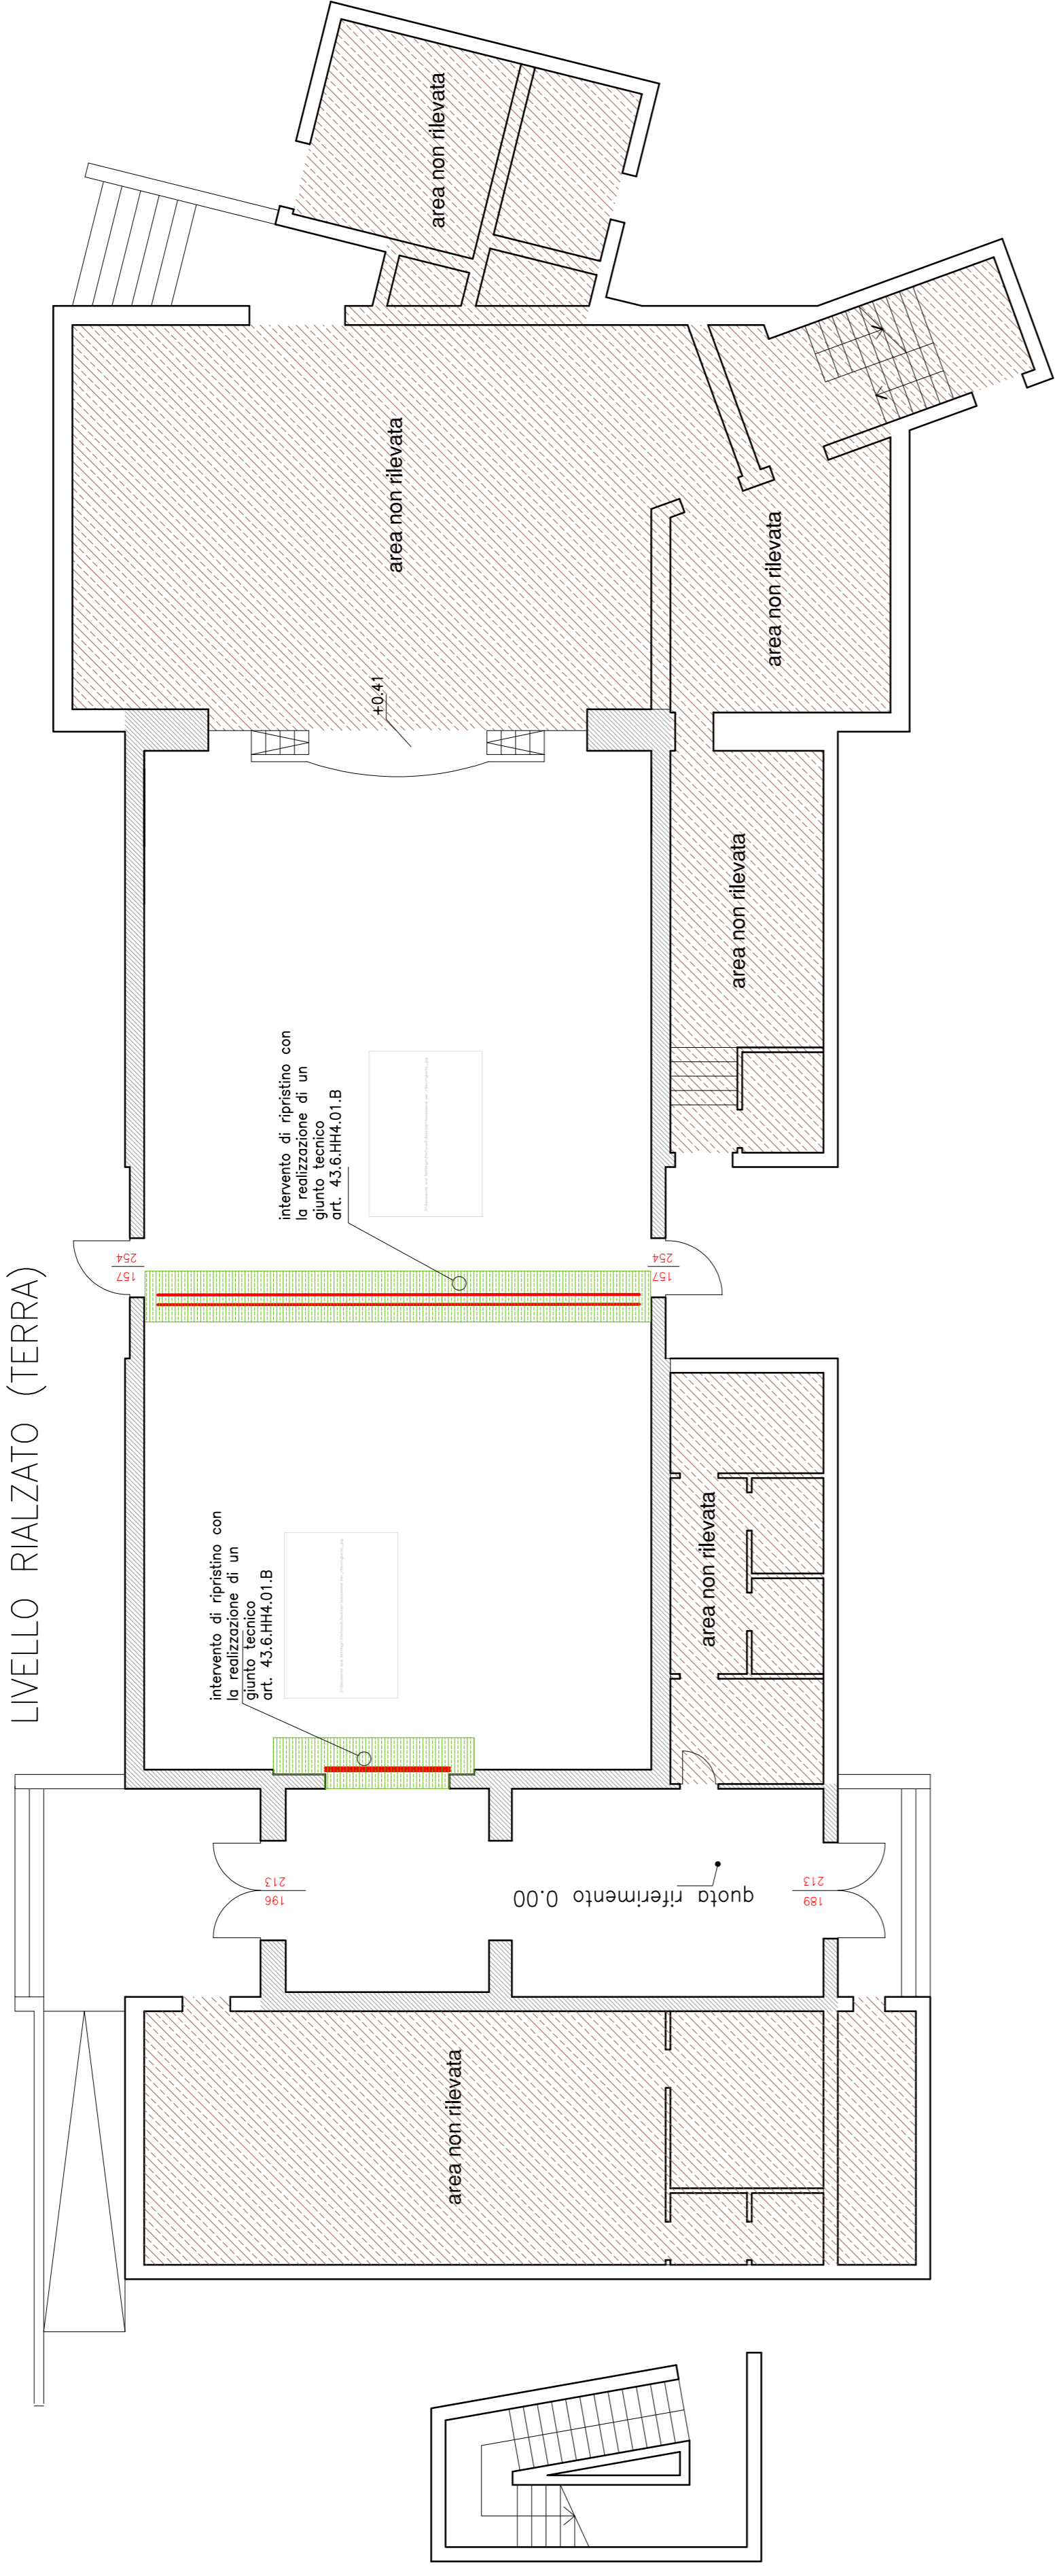 LIVELLO RIALZATO (TERRA)
intervento di ripristino con
la realizzazione di un
giunto tecnico
art. 43.6.HH4.01.B
intervento di ripristino con
la realizzazione di un
giunto tecnico
art. 43.6.HH4.01.B
area non rilevata
area non rilevata
area non rilevata
area non rilevata
area non rilevata
area non rilevata
+0.41
quota riferimento 0.00
157
254
157
254
196
213
189
213